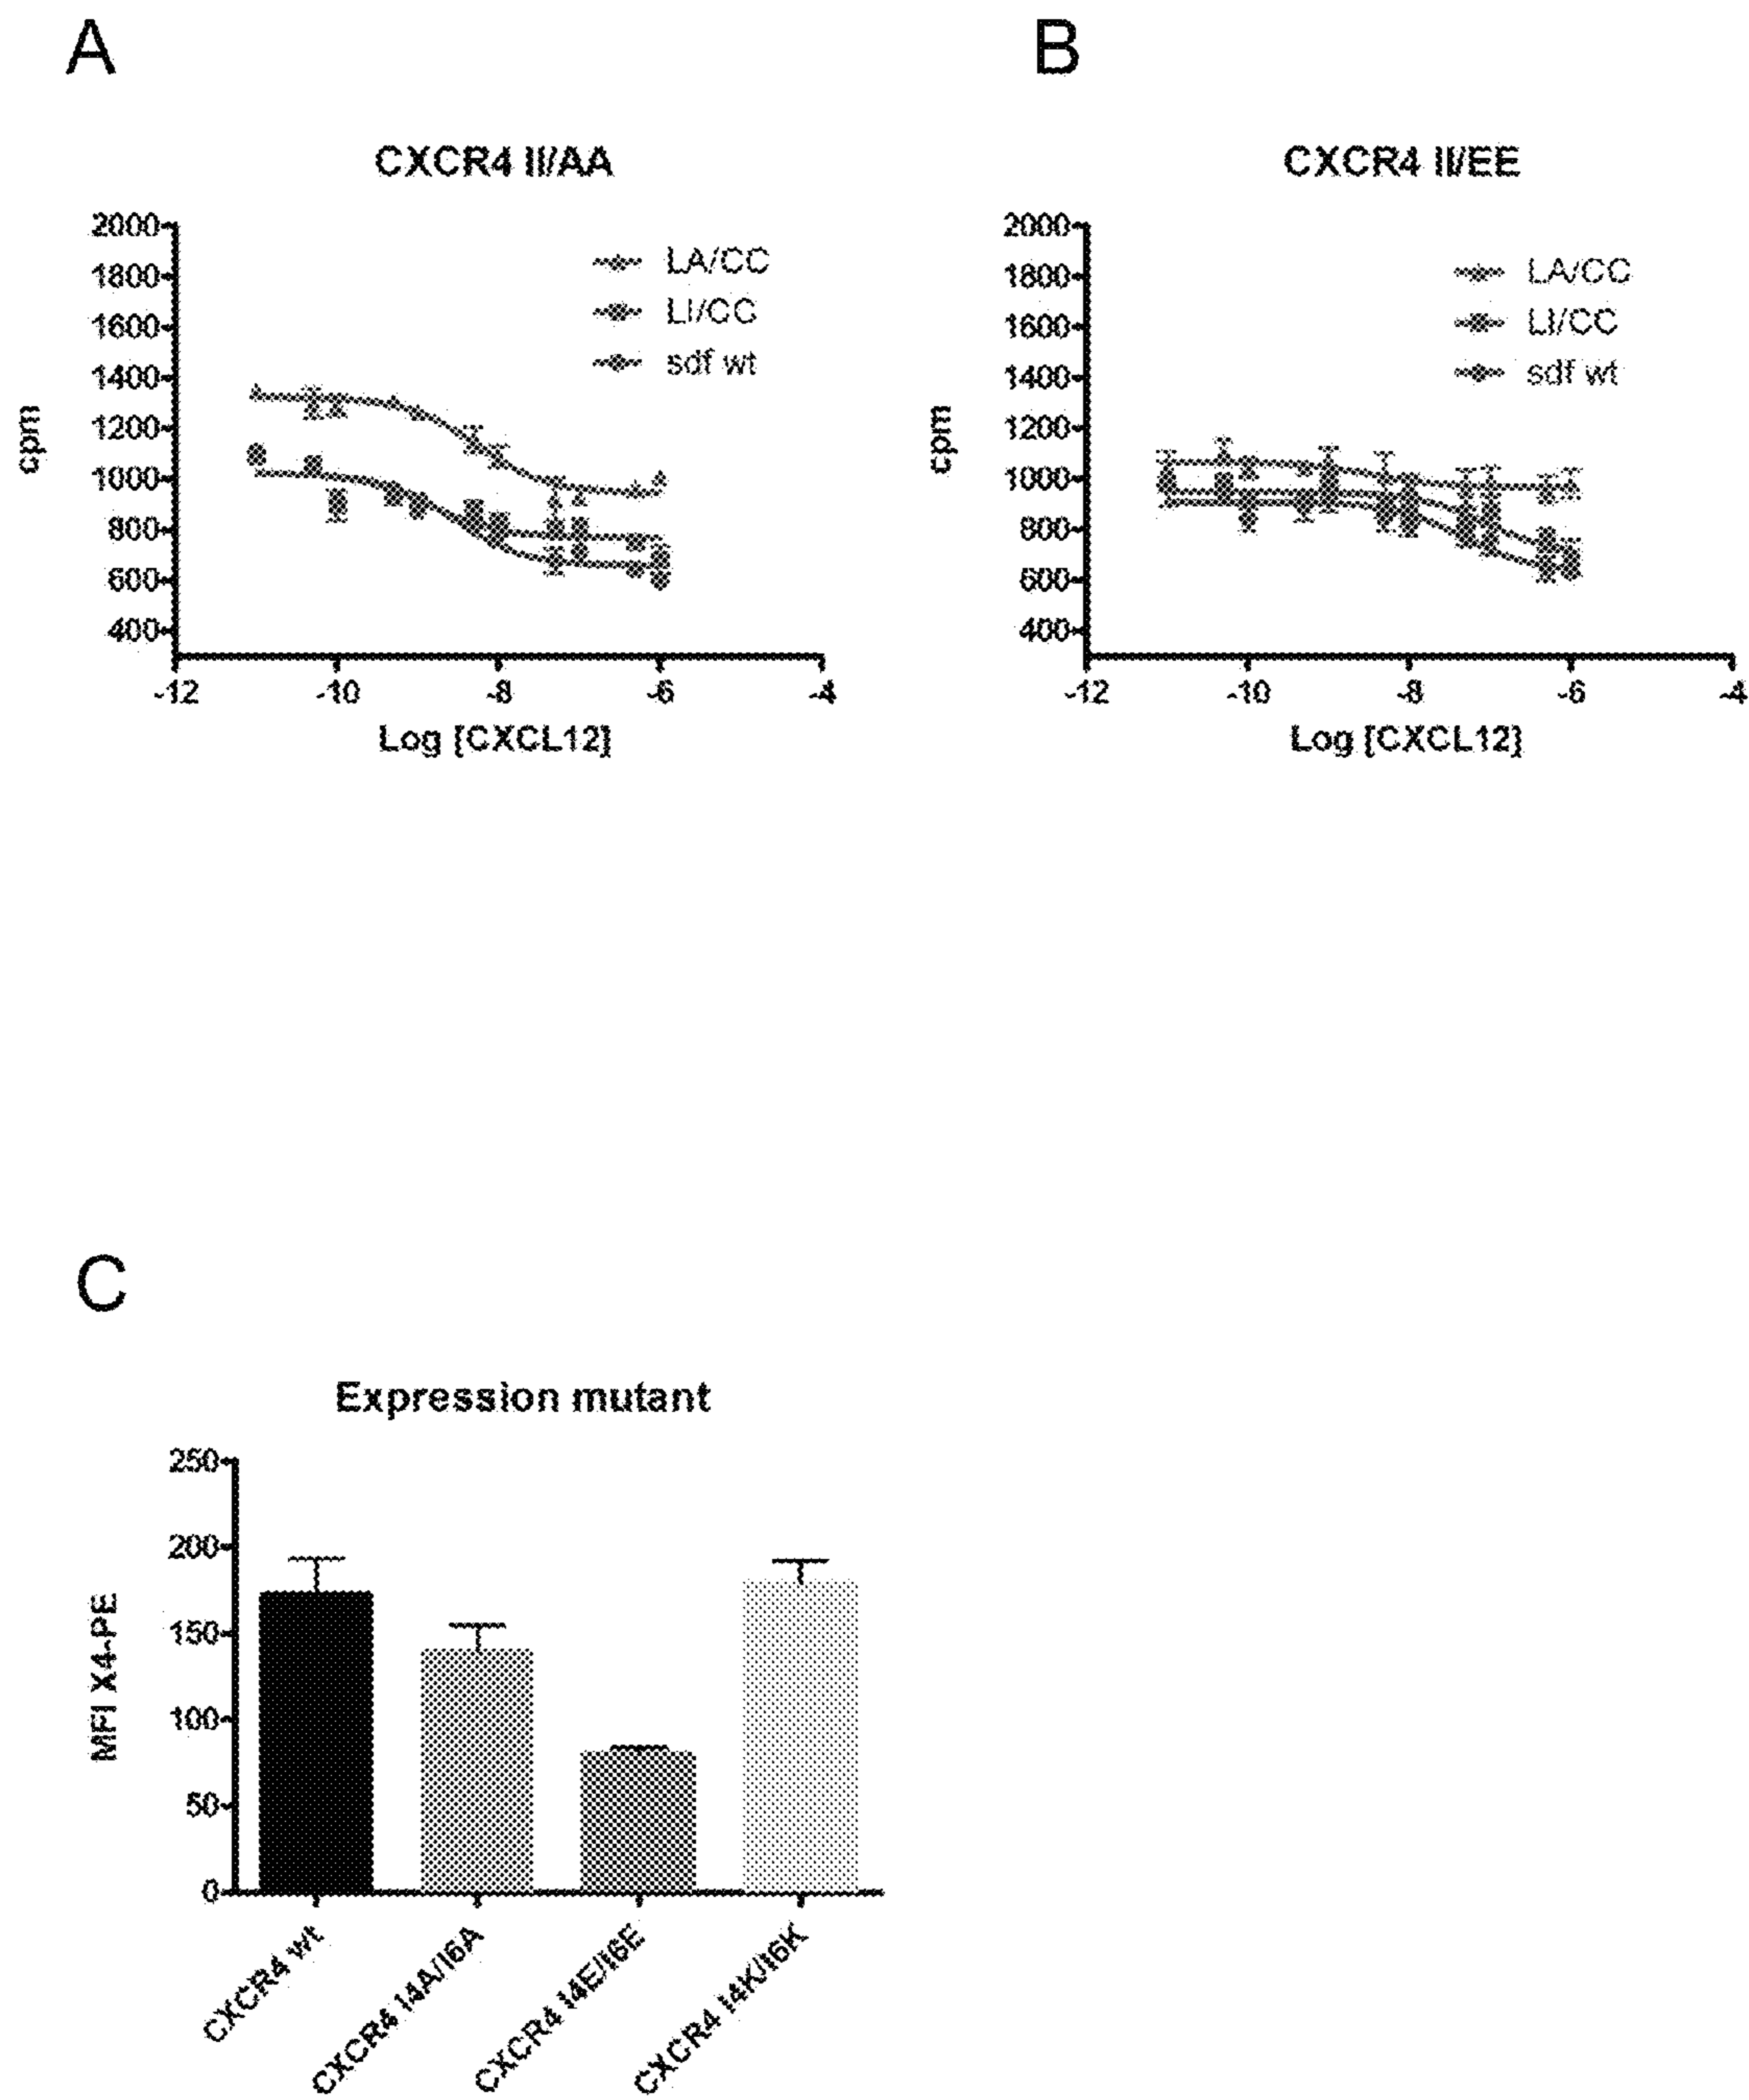 A
CXCR4 II/AA
2000
1800
1600
1400
1200
1000
800
600
400
cpm
LA/CC
LI/CC
sdf wt
-12
-10
-8
-6
-4
Log [CXCL12]
B
CXCR4 II/EE
2000
1800
1600
1400
1200
1000
800
600
400
cpm
LA/CC
LI/CC
sdf wt
-12
-10
-8
-6
-4
Log [CXCL12]
C
Expression mutant
250
200
150
100
50
0
MFI X4-PE
CXCR4 wt
CXCR4 I4A/I6A
CXCR4 I4E/I6E
CXCR4 I4K/I6K